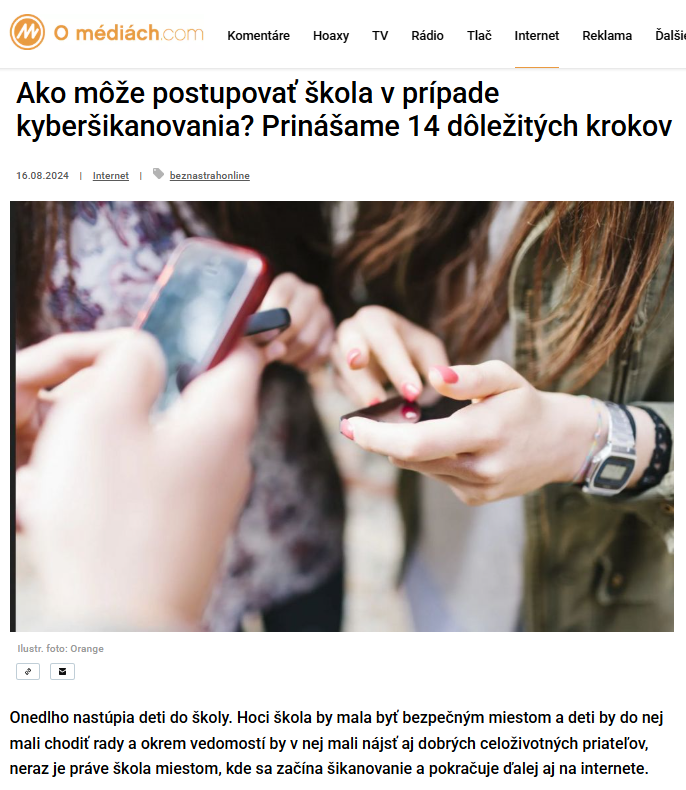 O médiách.com
Komentáre Hoaxy TV Rádio Tlač Internet Reklama Ďalšie
Ako môže postupovať škola v prípade
kyberšikanovania? Prinášame 14 dôležitých krokov
16.08.2024 | Internet | beznastrahonline
Ilustr. foto: Orange
Onedlho nastúpia deti do školy. Hoci škola by mala byť bezpečným miestom a deti by do nej
mali chodiť rady a okrem vedomostí by v nej mali nájsť aj dobrých celoživotných priateľov,
neraz je práve škola miestom, kde sa začína šikanovanie a pokračuje ďalej aj na internete.